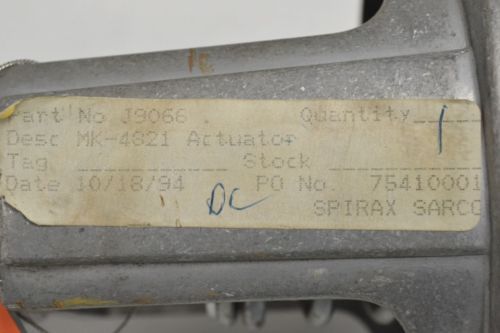 1C
Part No J9066 Quantity 1
Desc MK-4821 Actuator
Tag Stock
Date 10/18/94 PO No. 75410001
DC SPIRAX SARCO